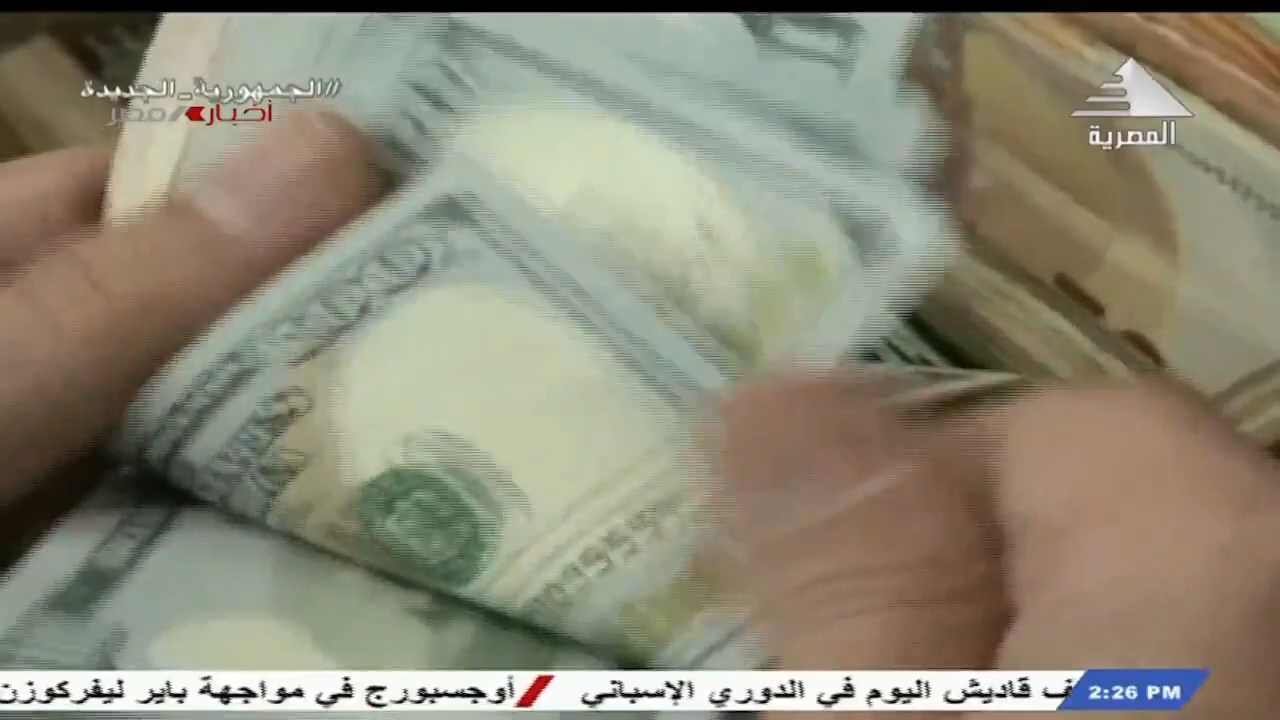 #الجمهورية_الجديدة
أخبار/مصر
المصرية
ف قاديش اليوم في الدوري الإسباني
أوجسبورج في مواجهة باير ليفركوزن
2:26 PM